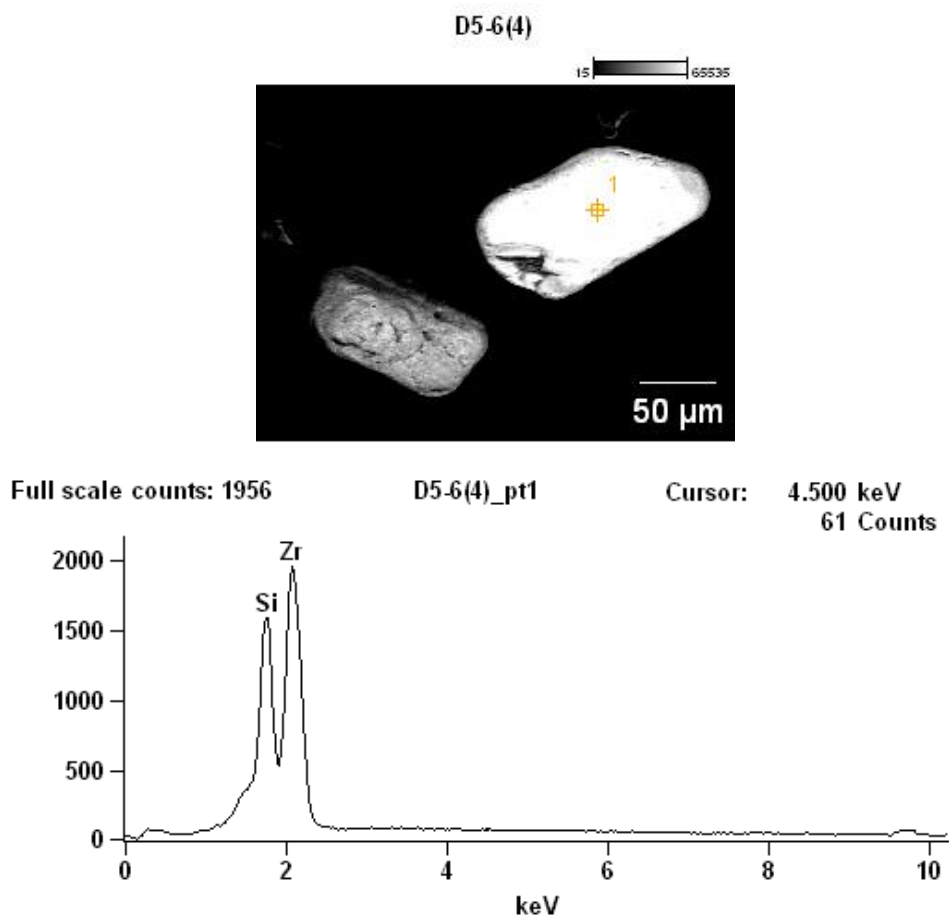 D5-6(4)
15 65535
1
50 µm
Full scale counts: 1956 D5-6(4)_pt1 Cursor: 4.500 keV
61 Counts
2000 Zr
Si
1500
1000
500
0
0 2 4 6 8 10
keV